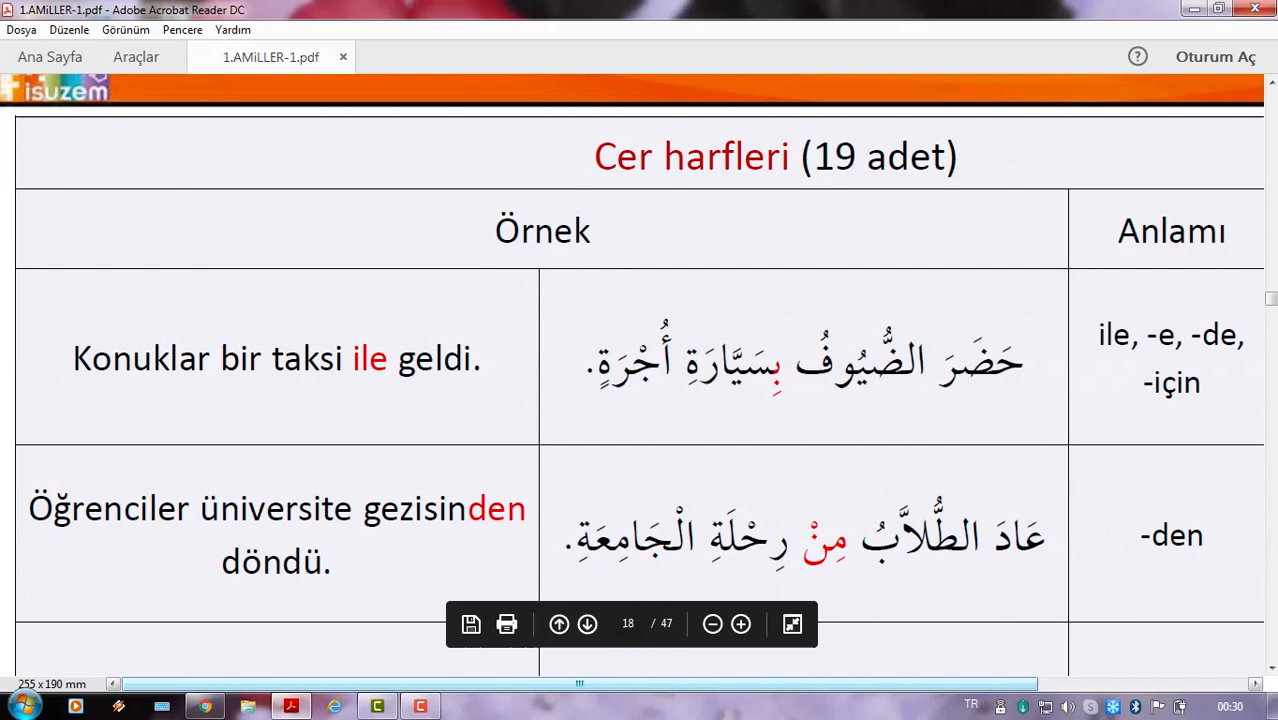 1.AMiLLER-1.pdf - Adobe Acrobat Reader DC
Dosya Düzenle Görünüm Pencere Yardım
Ana Sayfa Araçlar 1.AMiLLER-1.pdf × ? Oturum Aç
isuzem
Cer harfleri (19 adet)
Örnek Anlamı
Konuklar bir taksi ile geldi.
حَضَرَ الضُّيُوفُ بِسَيَّارَةِ أُجْرَةٍ.
ile, -e, -de,
-için
Öğrenciler üniversite gezisinden
döndü.
عَادَ الطُّلاَّبُ مِنْ رِحْلَةِ الْجَامِعَةِ.
-den
18 / 47
255 x 190 mm
TR 00:30